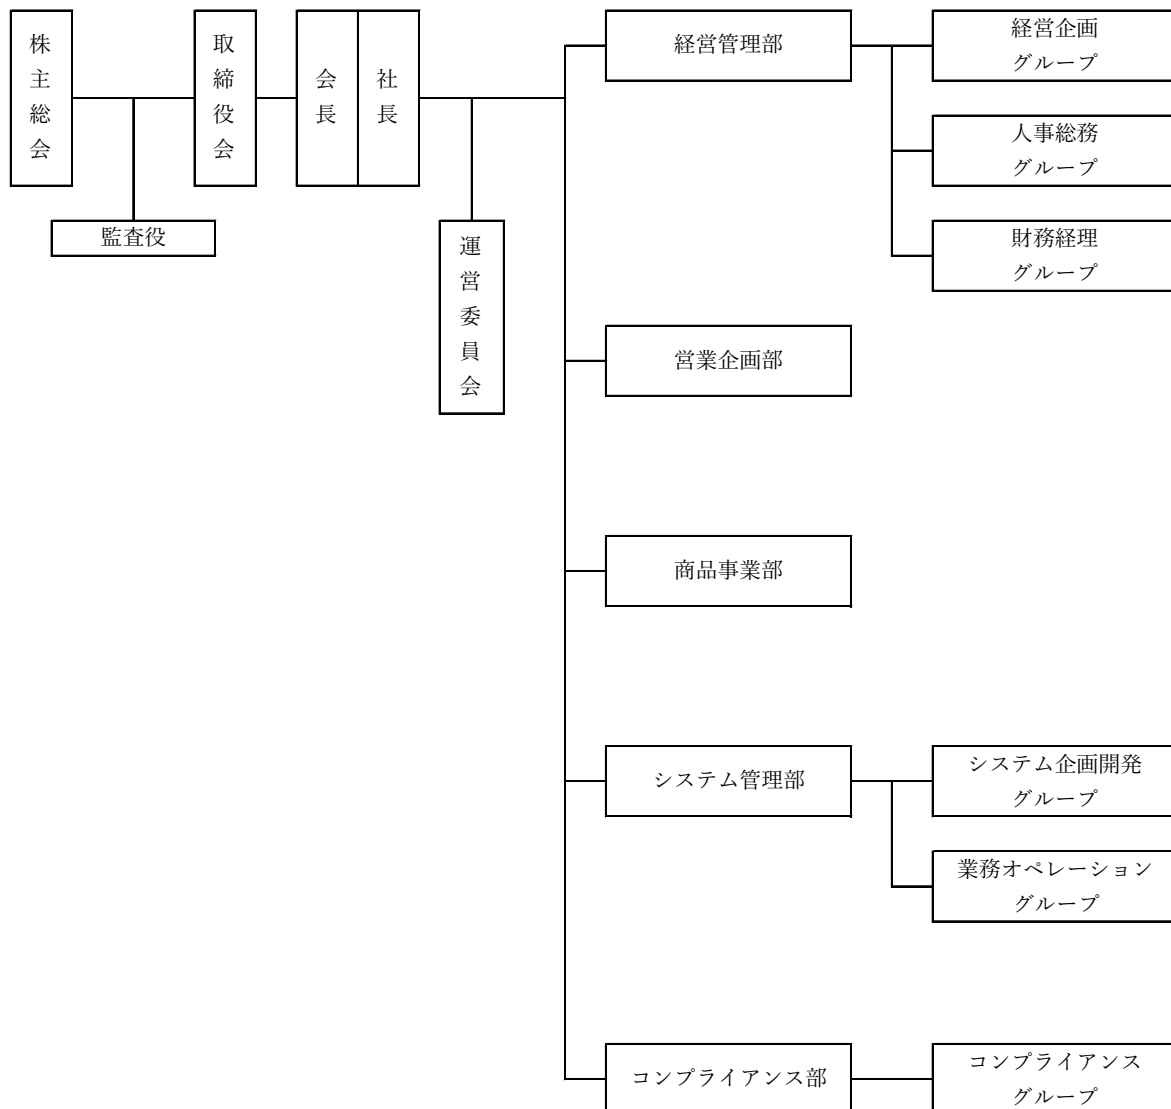 株主総会
取締役会
会長
社長
監査役
運営委員会
経営管理部
経営企画
グループ
人事総務
グループ
財務経理
グループ
営業企画部
商品事業部
システム管理部
システム企画開発
グループ
業務オペレーション
グループ
コンプライアンス部
コンプライアンス
グループ